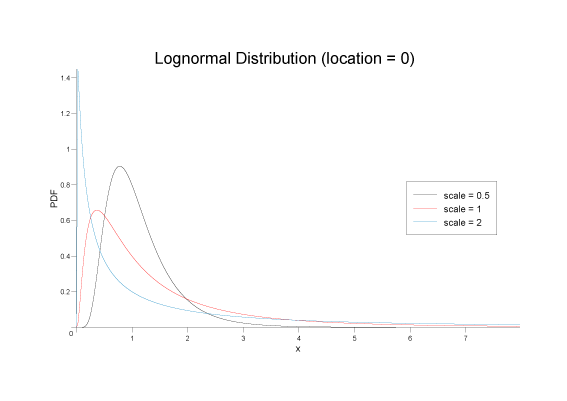 Lognormal Distribution (location = 0)
1.4
1.2
1
0.8
0.6
0.4
0.2
0
PDF
scale = 0.5
scale = 1
scale = 2
1 2 3 4 5 6 7
x